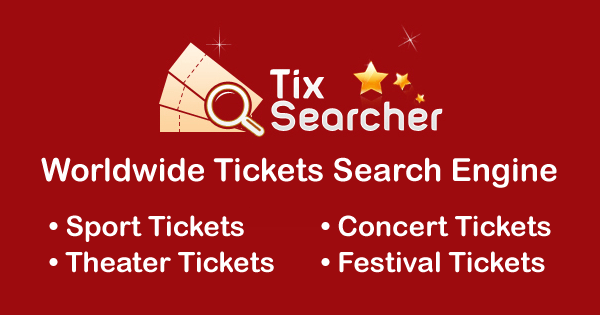 Tix
Searcher
Worldwide Tickets Search Engine
• Sport Tickets
• Concert Tickets
• Theater Tickets
• Festival Tickets